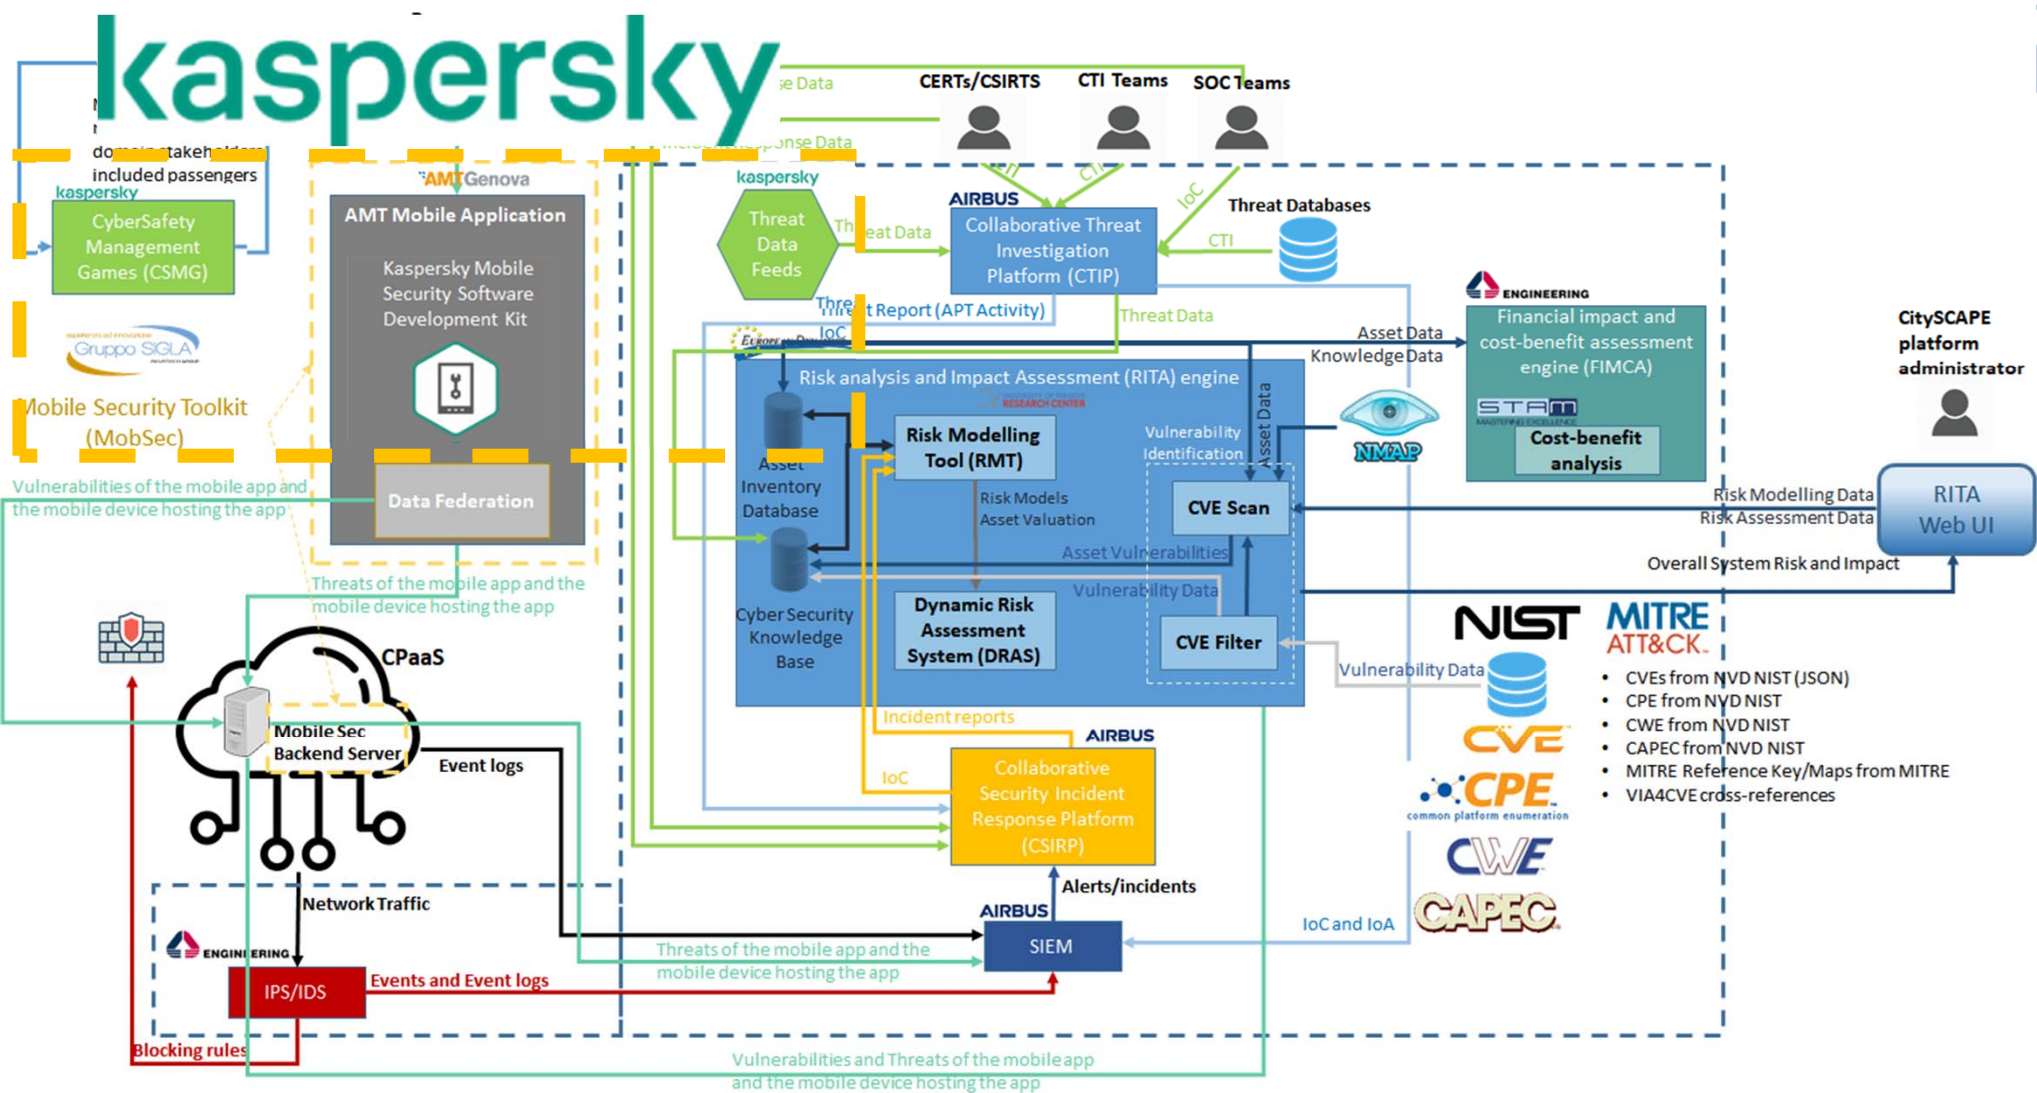 kaspersky
se Data
CERTs/CSIRTS
CTI Teams
SOC Teams
Incident Response Data
domain stakeholders
included passengers
kaspersky
CyberSafety
Management
Games (CSMG)
Gruppo SIGLA
Mobile Security Toolkit
(MobSec)
AMTGenova
AMT Mobile Application
Kaspersky Mobile
Security Software
Development Kit
Data Federation
kaspersky
Threat
Data
Feeds
Threat Data
AIRBUS
Collaborative Threat
Investigation
Platform (CTIP)
CTI
CTI
IoC
Threat Databases
CTI
Threat Report (APT Activity)
IoC
Threat Data
Asset Data
Knowledge Data
ENGINEERING
Financial impact and
cost-benefit assessment
engine (FIMCA)
STAM
MASTERING EXCELLENCE
Cost-benefit
analysis
CitySCAPE
platform
administrator
RITA
Web UI
Risk analysis and Impact Assessment (RITA) engine
RESEARCH CENTER
Risk Modelling
Tool (RMT)
Vulnerability
Identification
Asset Data
NMAP
Asset
Inventory
Database
Risk Models
Asset Valuation
CVE Scan
Risk Modelling Data
Risk Assessment Data
Asset Vulnerabilities
Vulnerability Data
Overall System Risk and Impact
Cyber Security
Knowledge
Base
Dynamic Risk
Assessment
System (DRAS)
CVE Filter
Vulnerability Data
NIST
MITRE
ATT&CK
• CVEs from NVD NIST (JSON)
• CPE from NVD NIST
• CWE from NVD NIST
• CAPEC from NVD NIST
• MITRE Reference Key/Maps from MITRE
• VIA4CVE cross-references
CVE
CPE
common platform enumeration
CWE
CAPEC
Vulnerabilities of the mobile app and
the mobile device hosting the app
Threats of the mobile app and the
mobile device hosting the app
CPaaS
Mobile Sec
Backend Server
Event logs
Incident reports
IoC
AIRBUS
Collaborative
Security Incident
Response Platform
(CSIRP)
Alerts/incidents
AIRBUS
SIEM
IoC and IoA
Network Traffic
ENGINEERING
IPS/IDS
Events and Event logs
Threats of the mobile app and the
mobile device hosting the app
Blocking rules
Vulnerabilities and Threats of the mobile app
and the mobile device hosting the app